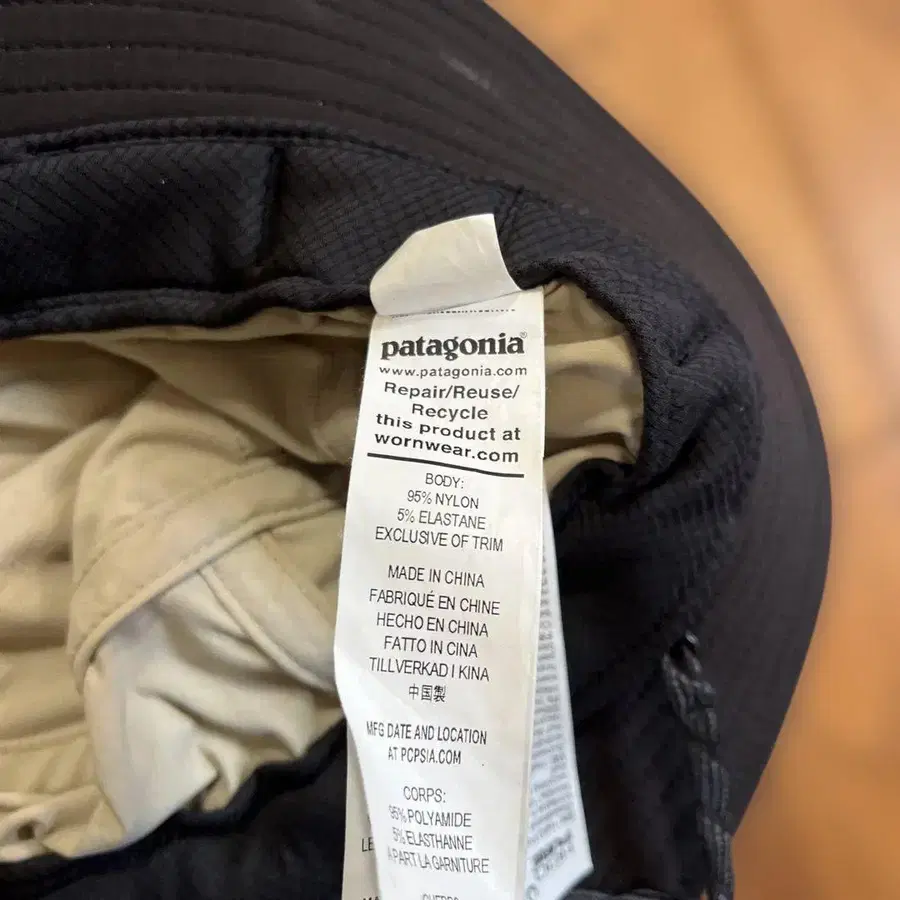 patagonia®
www.patagonia.com
Repair/Reuse/
Recycle
this product at
wornwear.com
BODY:
95% NYLON
5% ELASTANE
EXCLUSIVE OF TRIM
MADE IN CHINA
FABRIQUÉ EN CHINE
HECHO EN CHINA
FATTO IN CINA
TILLVERKAD I KINA
中国製
MFG DATE AND LOCATION
AT PCPSIA.COM
CORPS:
95% POLYAMIDE
5% ELASTHANNE
A PART LA GARNITURE